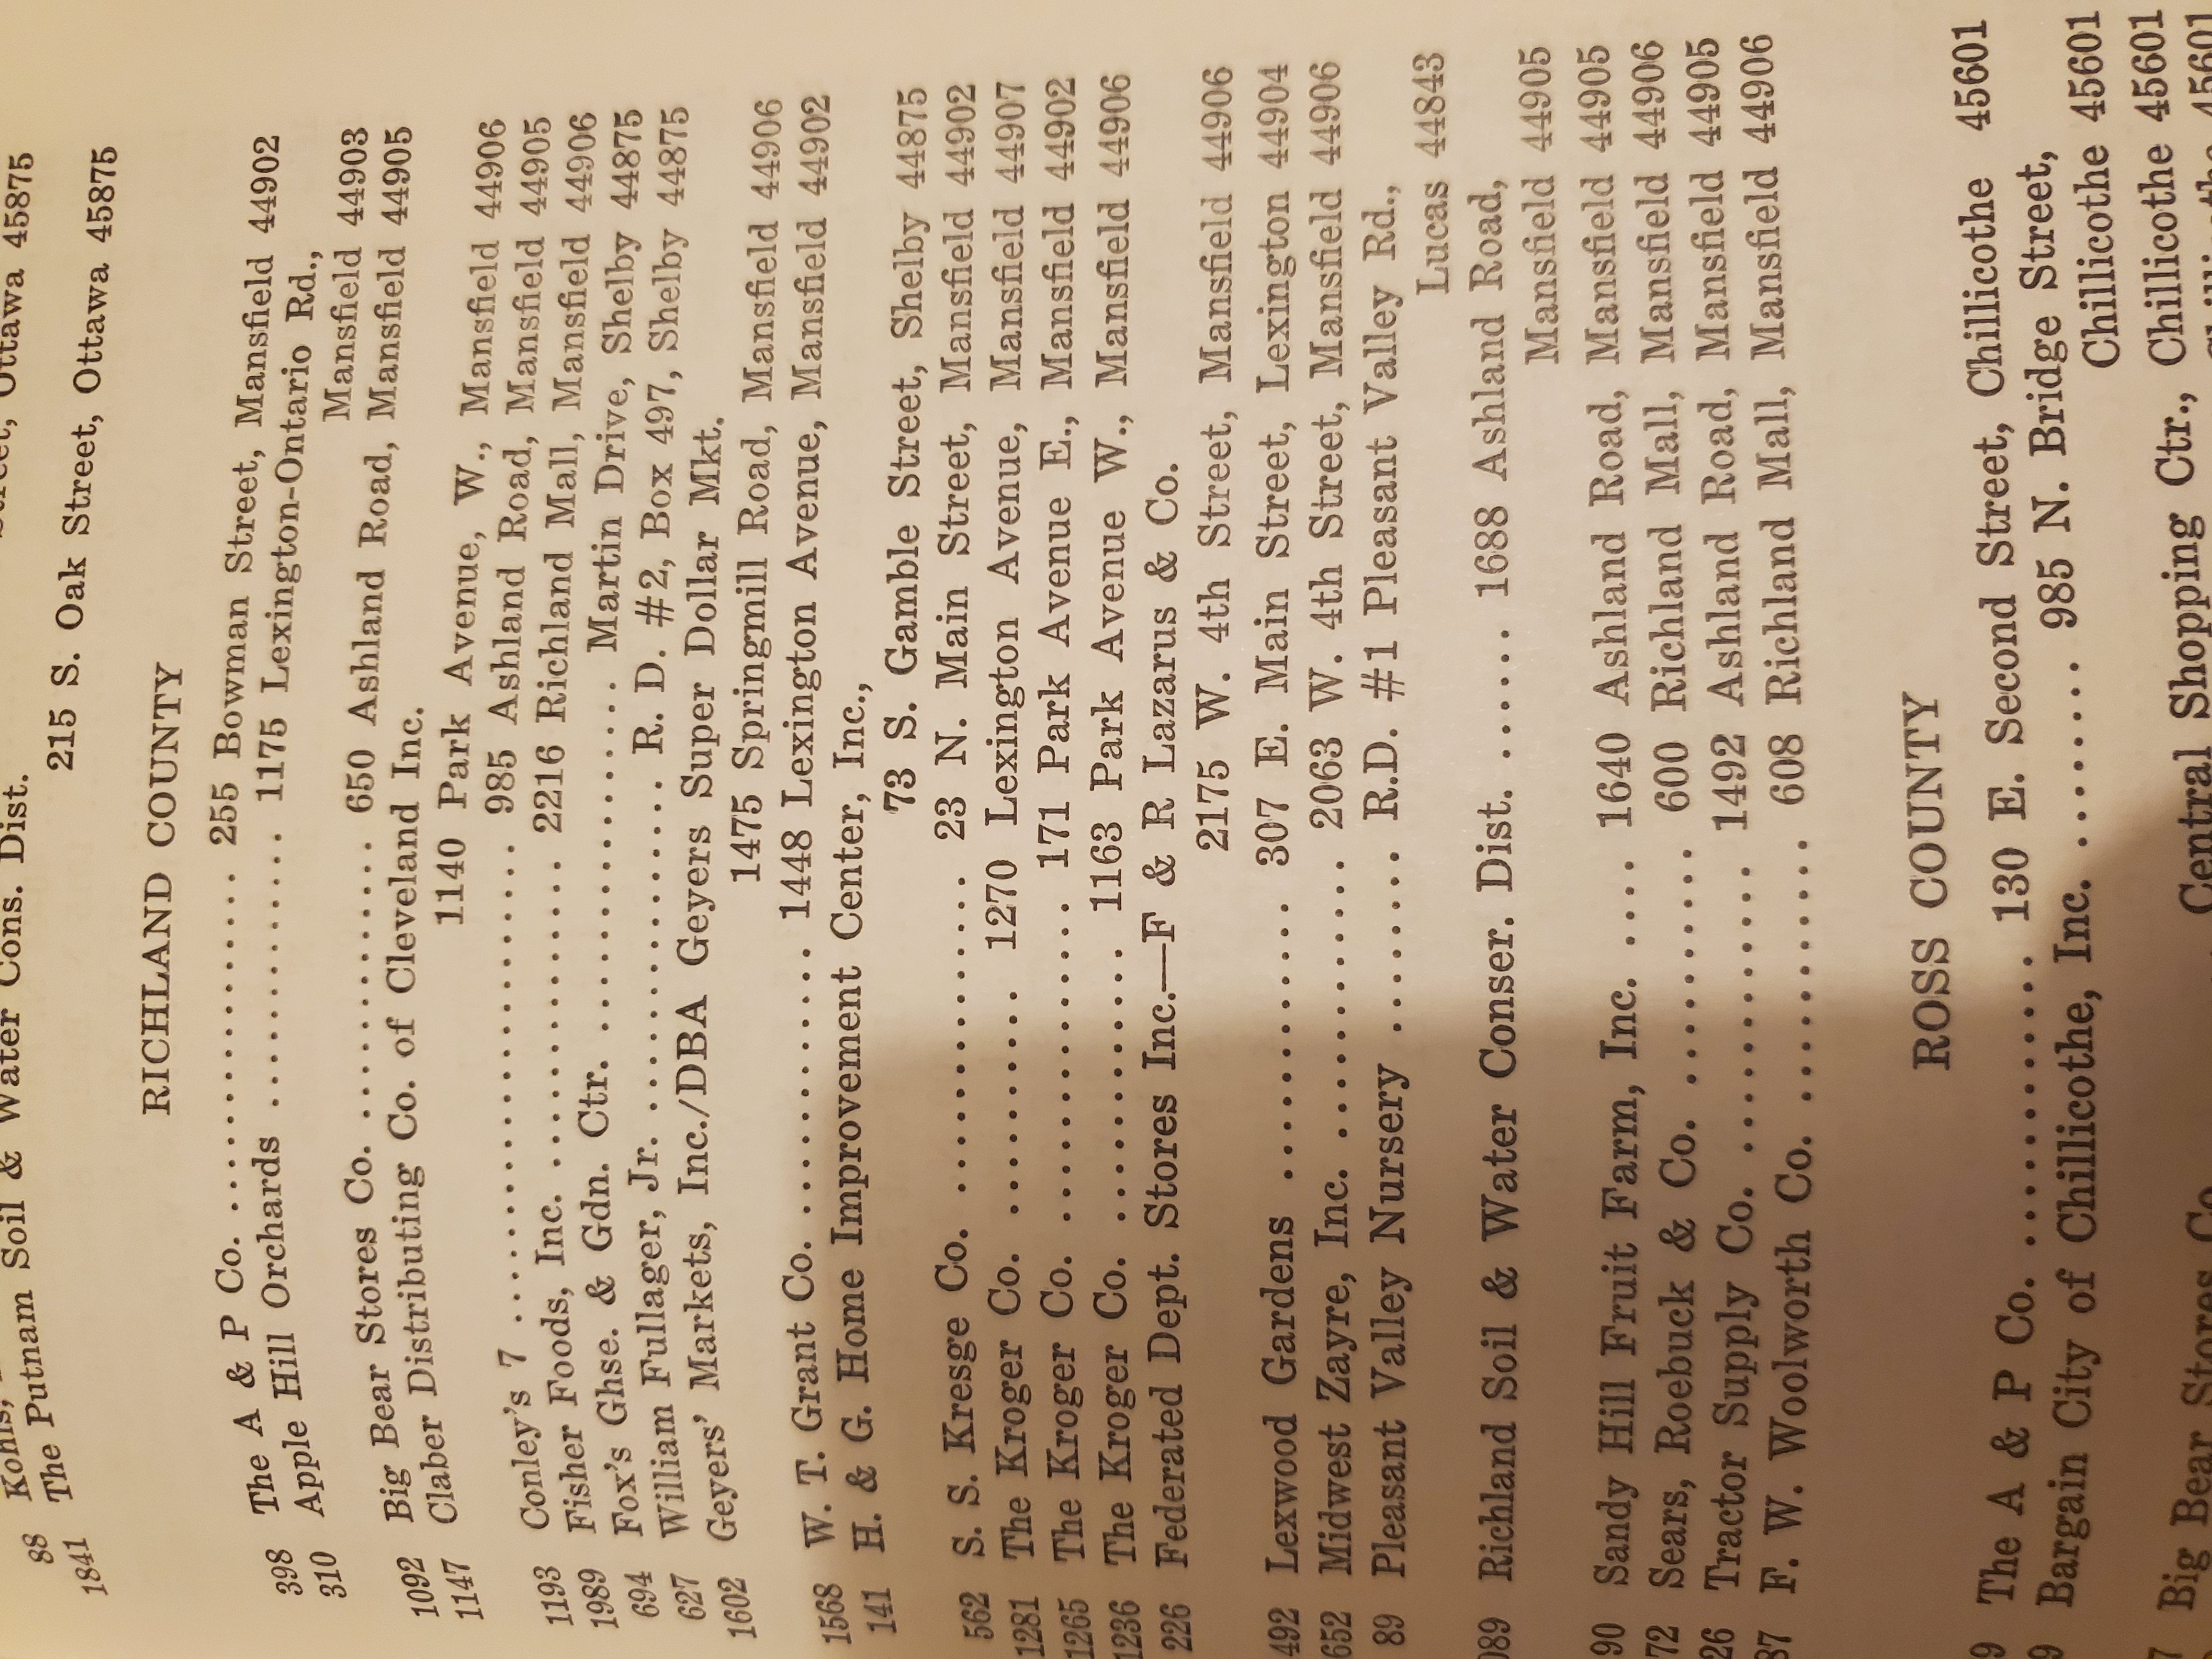 Kohls,
Street, Ottawa 45875
88 The Putnam Soil & Water Cons. Dist.
1841
215 S. Oak Street, Ottawa 45875
RICHLAND COUNTY
398 The A & P Co. .................... 255 Bowman Street, Mansfield 44902
310 Apple Hill Orchards ............... 1175 Lexington-Ontario Rd.,
Mansfield 44903
1092 Big Bear Stores Co. ................ 650 Ashland Road, Mansfield 44905
1147 Claber Distributing Co. of Cleveland Inc.
1140 Park Avenue, W., Mansfield 44906
1193 Conley's 7 ......................... 985 Ashland Road, Mansfield 44905
1989 Fisher Foods, Inc. .................. 2216 Richland Mall, Mansfield 44906
694 Fox's Ghse. & Gdn. Ctr. ..................... Martin Drive, Shelby 44875
627 William Fullager, Jr. .................... R. D. #2, Box 497, Shelby 44875
1602 Geyers' Markets, Inc./DBA Geyers Super Dollar Mkt.
1475 Springmill Road, Mansfield 44906
1568 W. T. Grant Co. .................. 1448 Lexington Avenue, Mansfield 44902
141 H. & G. Home Improvement Center, Inc.,
73 S. Gamble Street, Shelby 44875
562 S. S. Kresge Co. ................. 23 N. Main Street, Mansfield 44902
1281 The Kroger Co. ............ 1270 Lexington Avenue, Mansfield 44907
1265 The Kroger Co. ................. 171 Park Avenue E., Mansfield 44902
1236 The Kroger Co. .............. 1163 Park Avenue W., Mansfield 44906
226 Federated Dept. Stores Inc.—F & R Lazarus & Co.
2175 W. 4th Street, Mansfield 44906
492 Lexwood Gardens .............. 307 E. Main Street, Lexington 44904
652 Midwest Zayre, Inc. .............. 2063 W. 4th Street, Mansfield 44906
89 Pleasant Valley Nursery ......... R.D. #1 Pleasant Valley Rd.,
Lucas 44843
089 Richland Soil & Water Conser. Dist. ...... 1688 Ashland Road,
Mansfield 44905
90 Sandy Hill Fruit Farm, Inc. .... 1640 Ashland Road, Mansfield 44905
72 Sears, Roebuck & Co. ............ 600 Richland Mall, Mansfield 44906
26 Tractor Supply Co. .............. 1492 Ashland Road, Mansfield 44905
37 F. W. Woolworth Co. ............. 608 Richland Mall, Mansfield 44906
ROSS COUNTY
9 The A & P Co. ................ 130 E. Second Street, Chillicothe 45601
9 Bargain City of Chillicothe, Inc. ......... 985 N. Bridge Street,
Chillicothe 45601
7 Big Bear Stores Co. Central Shopping Ctr., Chillicothe 45601
45601